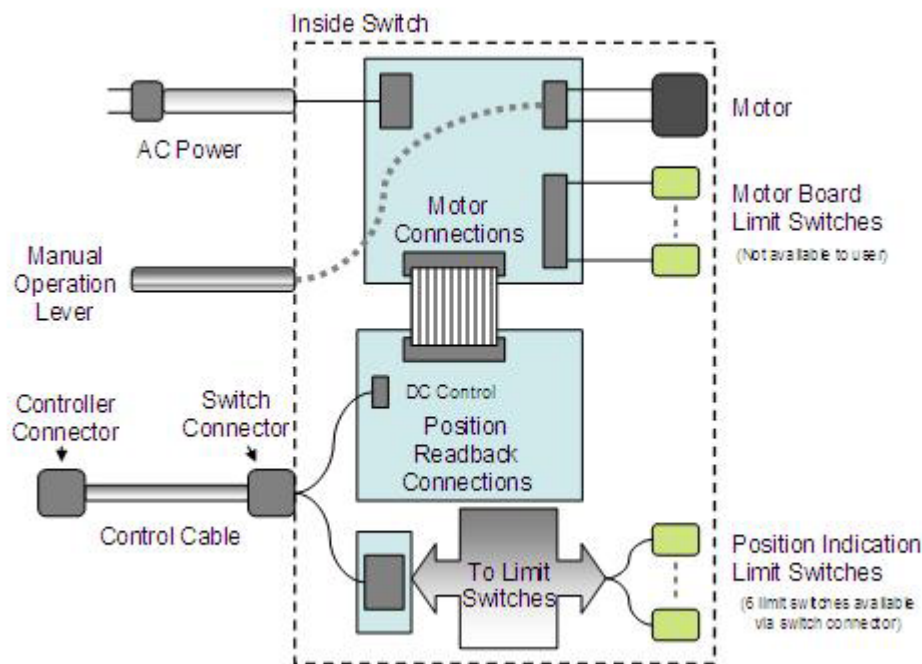 Inside Switch
AC Power
Motor
Motor
Connections
Motor Board
Limit Switches
(Not available to user)
Manual
Operation
Lever
DC Control
Position
Readback
Connections
Controller
Connector
Switch
Connector
Control Cable
To Limit
Switches
Position Indication
Limit Switches
(6 limit switches available
via switch connector)